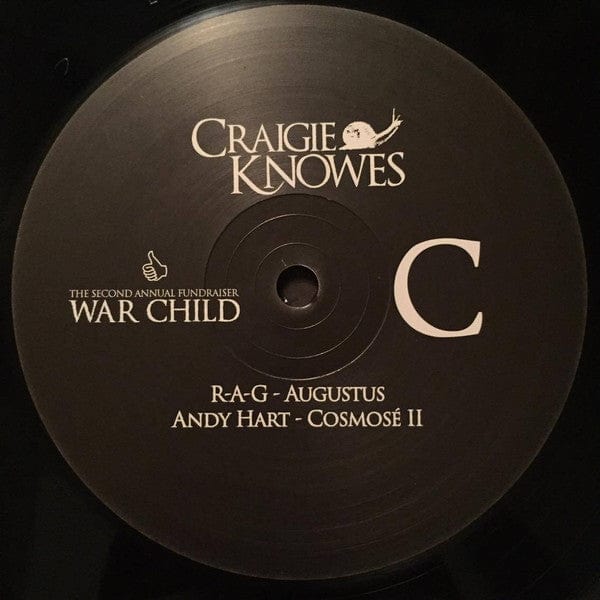 CRAIGIE
KNOWES
THE SECOND ANNUAL FUNDRAISER
WAR CHILD
C
R-A-G - AUGUSTUS
ANDY HART - COSMOSÉ II